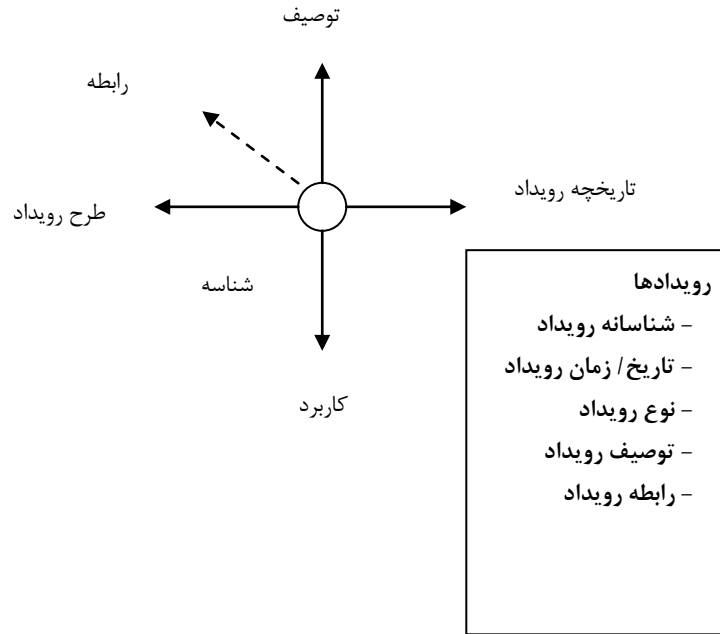 توصیف
رابطه
تاریخچه رویداد
طرح رویداد
شناسه
کاربرد
رویدادها
– شناسانه رویداد
– تاریخ/ زمان رویداد
– نوع رویداد
– توصیف رویداد
– رابطه رویداد